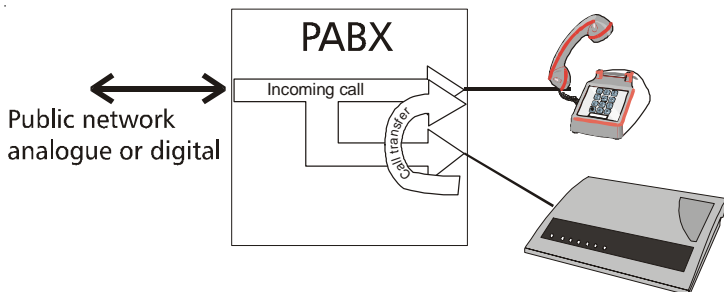 PABX
Incoming call
Call transfer
Public network
analogue or digital